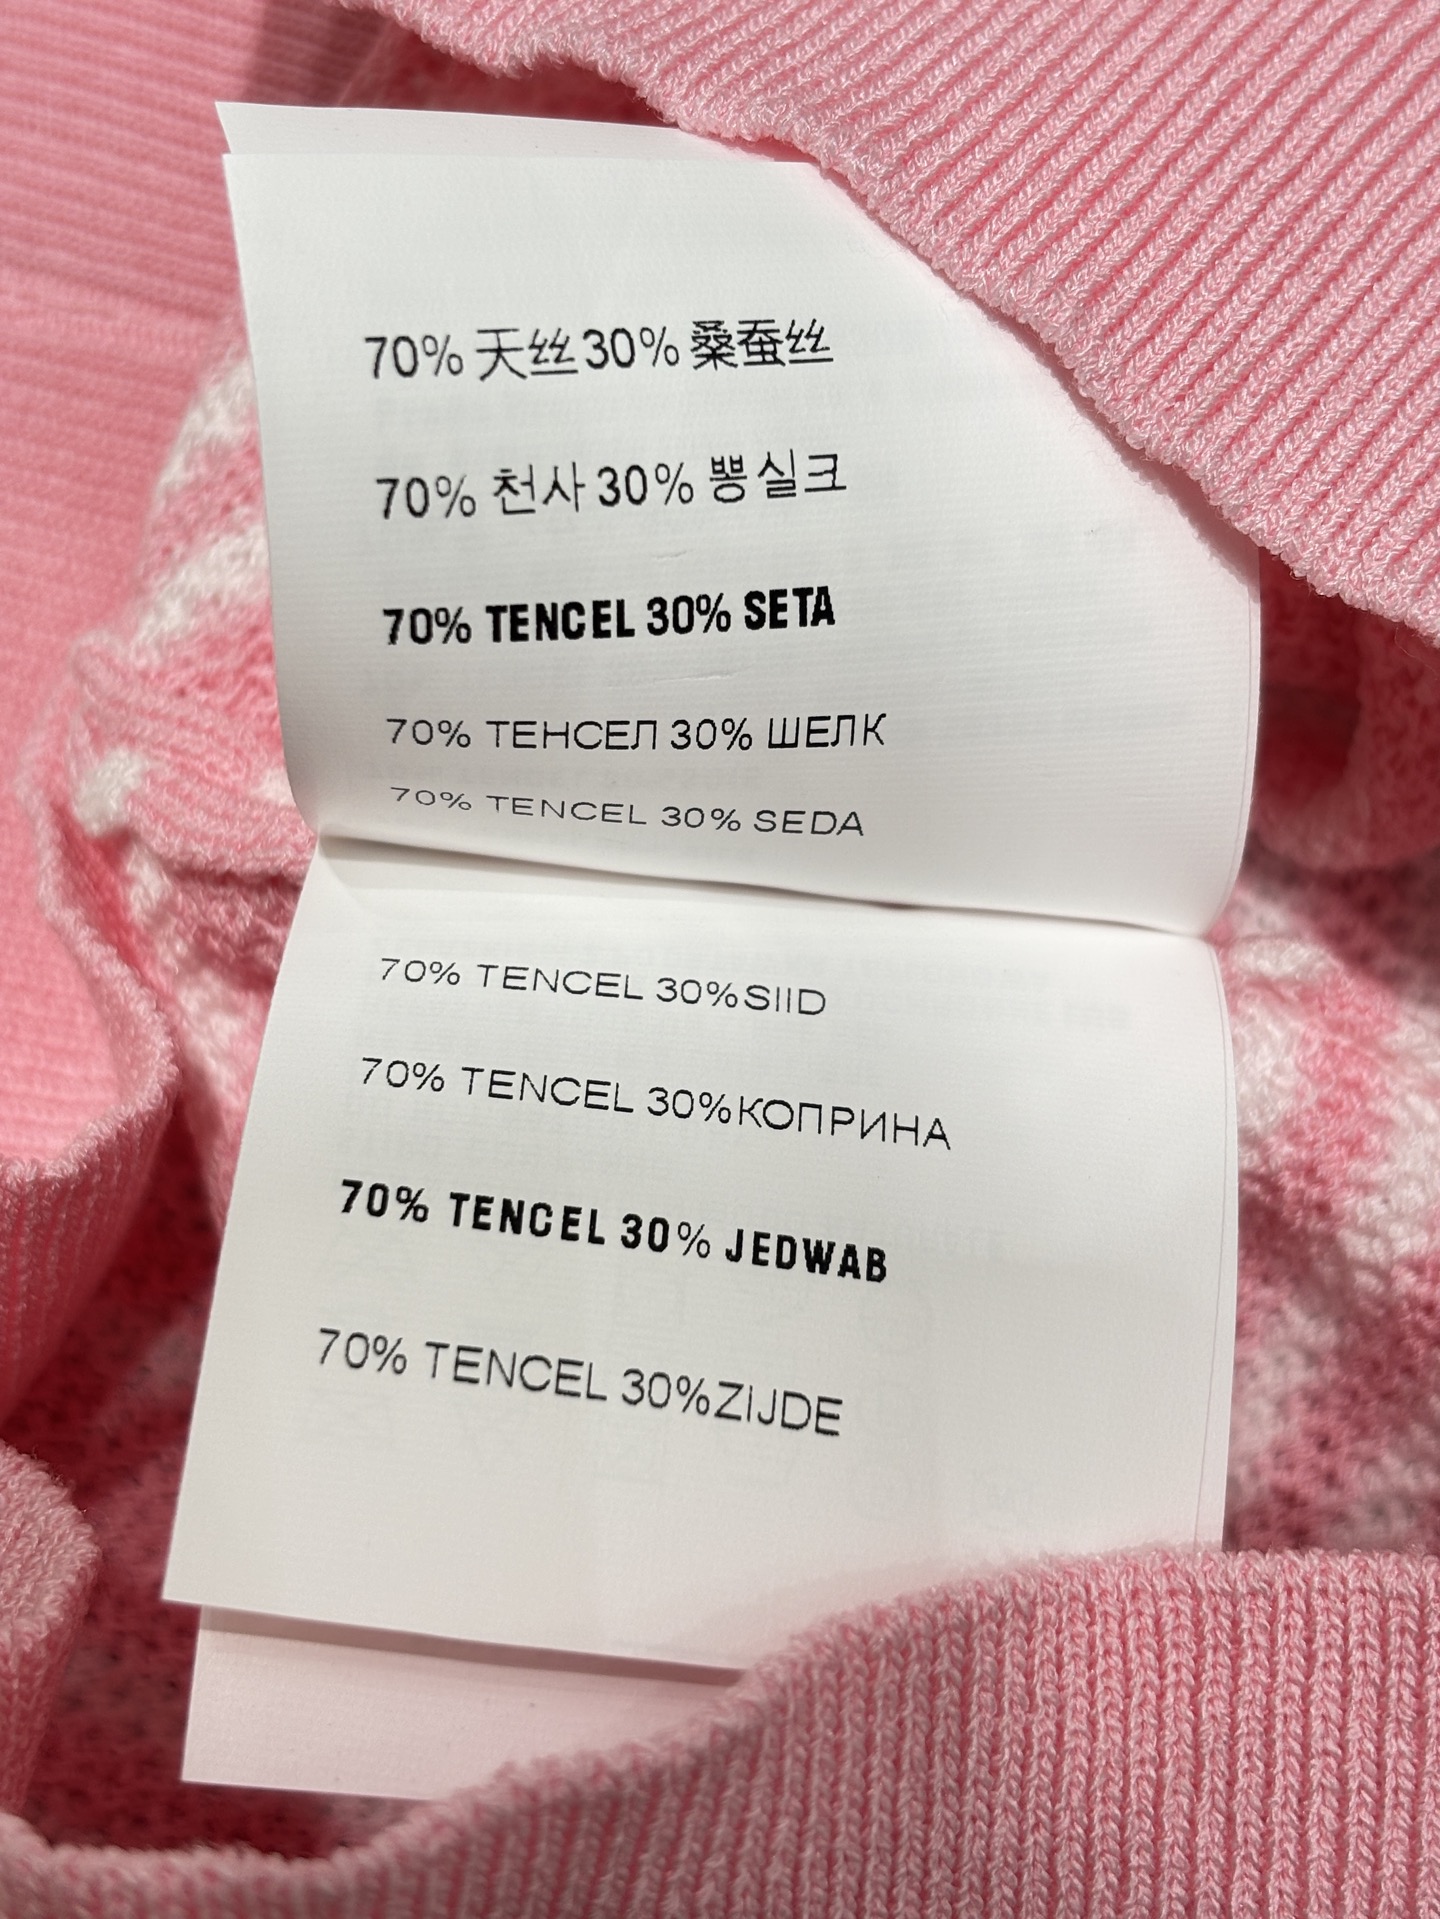 70% 天丝30% 桑蚕丝
70% 천사 30% 뽕실크
70% TENCEL 30% SETA
70% ТЕНСЕЛ 30% ШЕЛК
70% TENCEL 30% SEDA
70% TENCEL 30%SIID
70% TENCEL 30%КОПРИНА
70% TENCEL 30% JEDWAB
70% TENCEL 30%ZIJDE